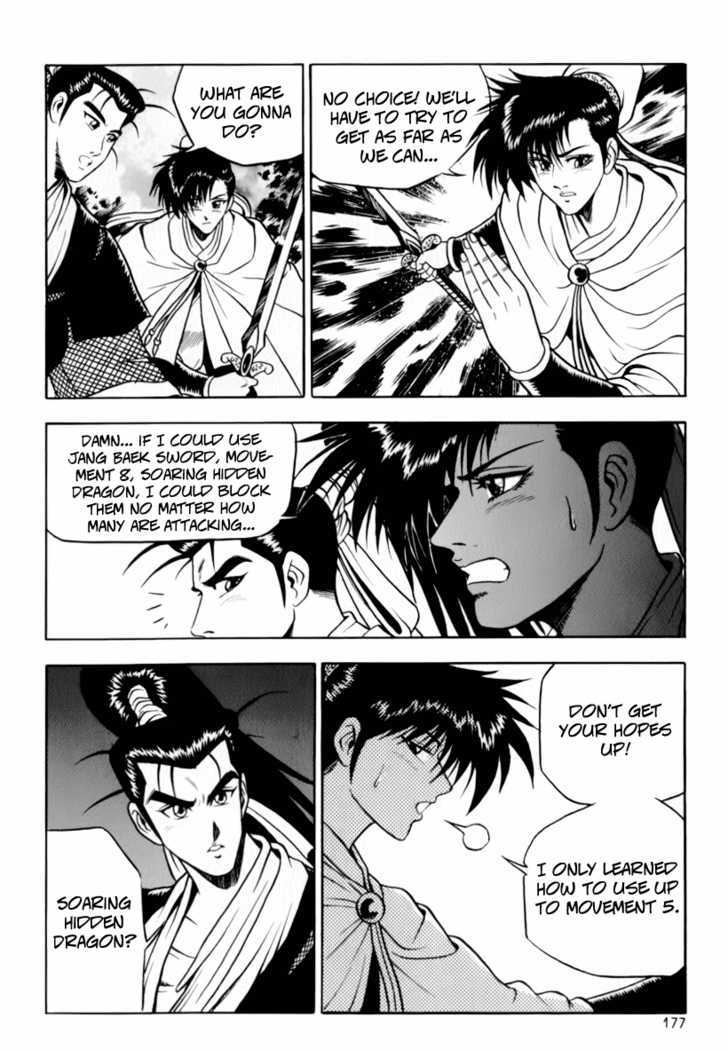 WHAT ARE
YOU GONNA
DO?
NO CHOICE! WE'LL
HAVE TO TRY TO
GET AS FAR AS
WE CAN...
DAMN... IF I COULD USE
JANG BAEK SWORD, MOVE-
MENT 8, SOARING HIDDEN
DRAGON, I COULD BLOCK
THEM NO MATTER HOW
MANY ARE ATTACKING...
SOARING
HIDDEN
DRAGON?
DON'T GET
YOUR HOPES
UP!
I ONLY LEARNED
HOW TO USE UP
TO MOVEMENT 5.
177